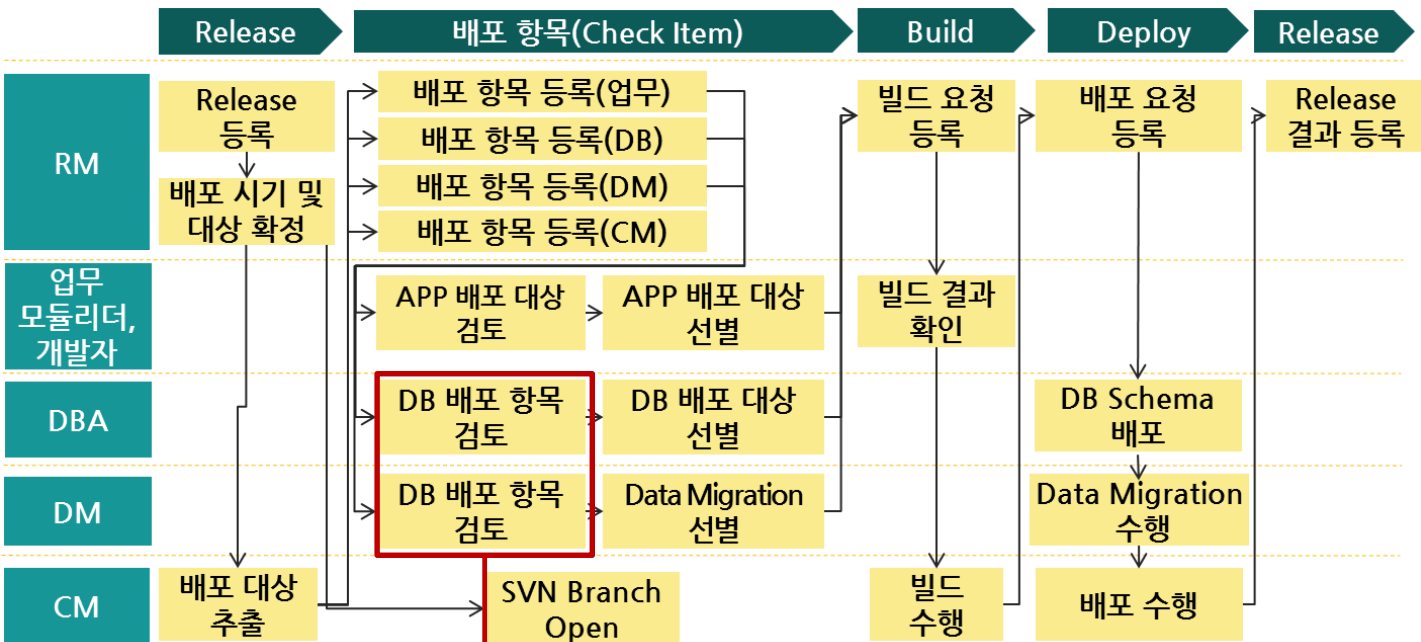 Release
배포 항목(Check Item)
Build
Deploy
Release
RM
Release
등록
배포 시기 및
대상 확정
배포 항목 등록(업무)
배포 항목 등록(DB)
배포 항목 등록(DM)
배포 항목 등록(CM)
빌드 요청
등록
배포 요청
등록
Release
결과 등록
업무
모듈리더,
개발자
APP 배포 대상
검토
APP 배포 대상
선별
빌드 결과
확인
DBA
DB 배포 항목
검토
DB 배포 대상
선별
DB Schema
배포
DM
DB 배포 항목
검토
Data Migration
선별
Data Migration
수행
CM
배포 대상
추출
SVN Branch
Open
빌드
수행
배포 수행